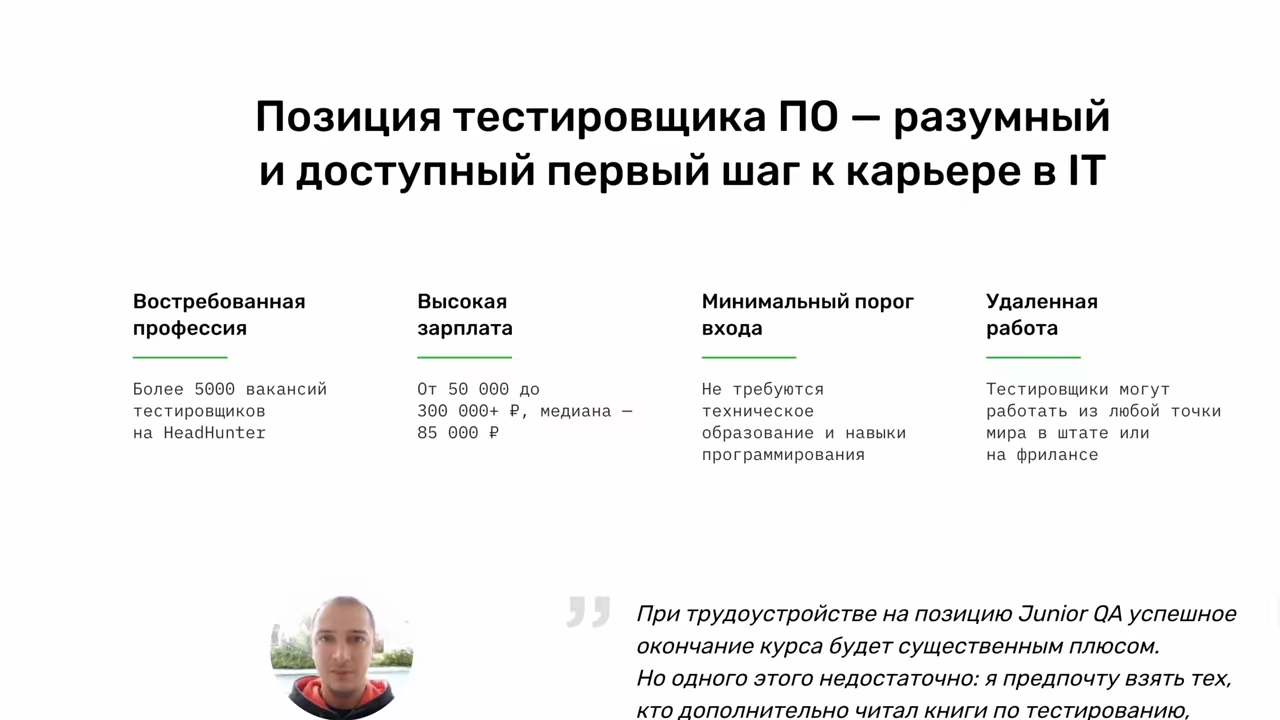 Позиция тестировщика ПО — разумный
и доступный первый шаг к карьере в IT
Востребованная
профессия
Более 5000 вакансий
тестировщиков
на HeadHunter
Высокая
зарплата
От 50 000 до
300 000+ ₽, медиана —
85 000 ₽
Минимальный порог
входа
Не требуются
техническое
образование и навыки
программирования
Удаленная
работа
Тестировщики могут
работать из любой точки
мира в штате или
на фрилансе
При трудоустройстве на позицию Junior QA успешное
окончание курса будет существенным плюсом.
Но одного этого недостаточно: я предпочту взять тех,
кто дополнительно читал книги по тестированию,